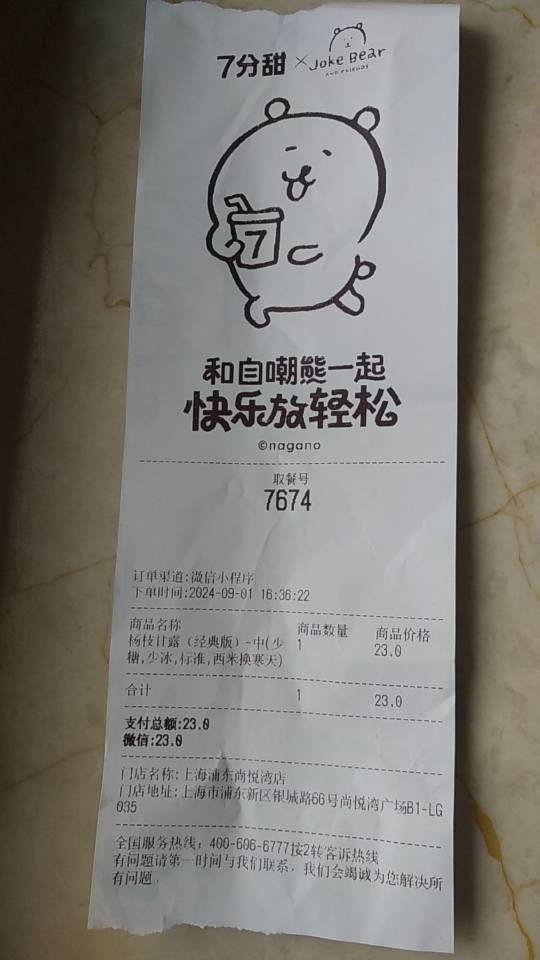 7分甜 × Joke Bear
AND FRIENDS
7
和自嘲熊一起
快乐放轻松
©nagano
取餐号
7674
订单渠道:微信小程序
下单时间:2024-09-01 16:36:22
商品名称 商品数量 商品价格
杨枝甘露（经典版）-中(少 1 23.0
糖,少冰,标准,西米换寒天)
合计 1 23.0
支付总额:23.0
微信:23.0
门店名称:上海浦东尚悦湾店
门店地址:上海市浦东新区银城路66号尚悦湾广场B1-LG
035
全国服务热线：400-606-6777按2转客诉热线
有问题请第一时间与我们联系，我们会竭诚为您解决所
有问题。